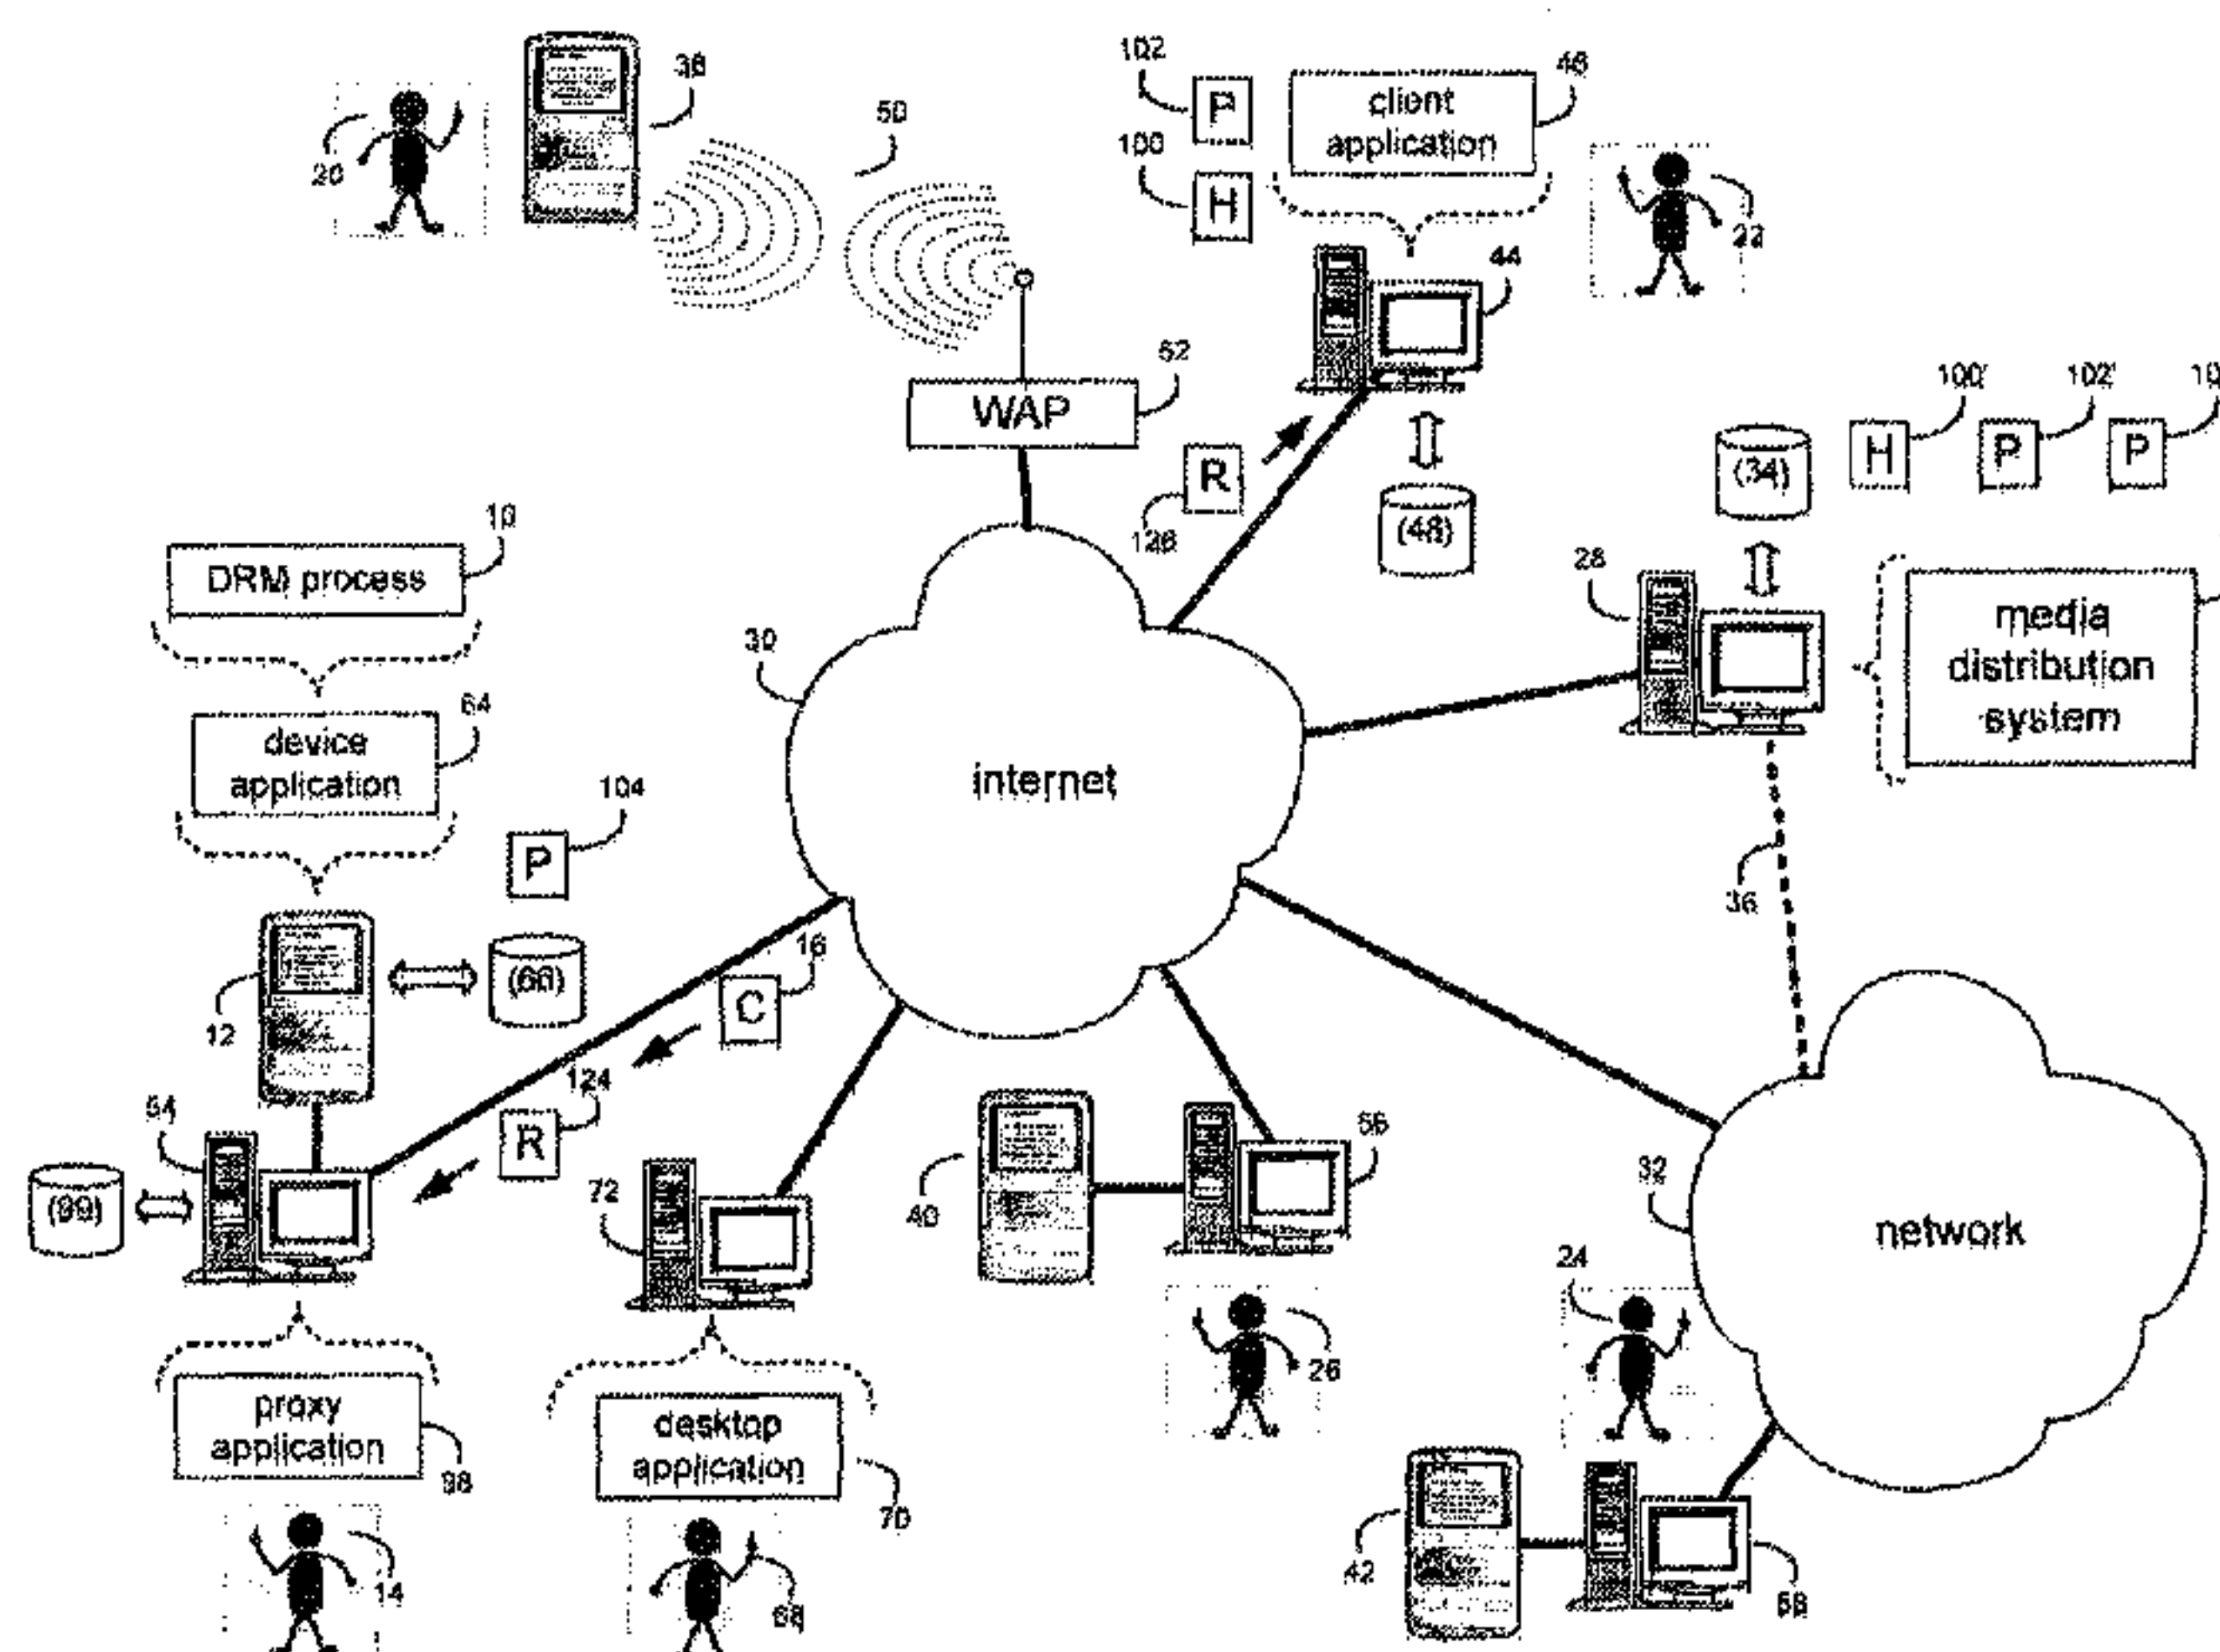 102
46
38
P
client
application
50
100
20
H
22
44
52
100'
102'
WAP
R
H
P
P
(34)
126
(48)
10
DRM process
28
media
distribution
system
30
64
device
application
internet
104
P
36
16
(66)
C
12
124
54
R
56
32
72
40
(99)
network
24
26
proxy
application
98
desktop
application
70
14
68
42
58